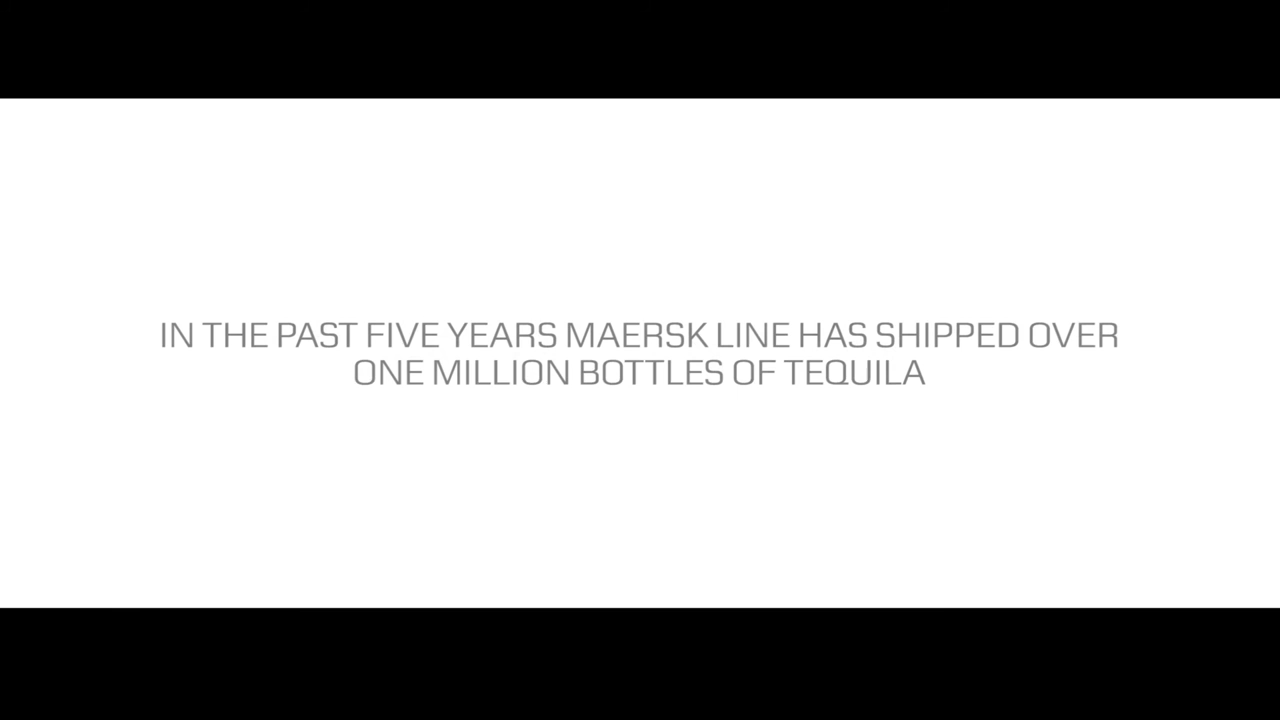 IN THE PAST FIVE YEARS MAERSK LINE HAS SHIPPED OVER
ONE MILLION BOTTLES OF TEQUILA